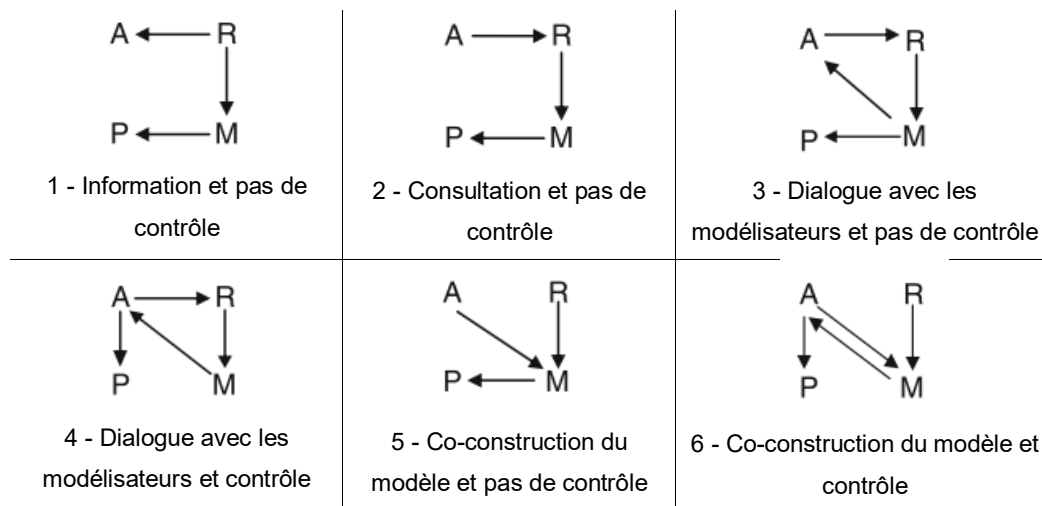 A R
P M
1 - Information et pas de
contrôle
A R
P M
2 - Consultation et pas de
contrôle
A R
P M
3 - Dialogue avec les
modélisateurs et pas de contrôle
A R
P M
4 - Dialogue avec les
modélisateurs et contrôle
A R
P M
5 - Co-construction du
modèle et pas de contrôle
A R
P M
6 - Co-construction du modèle et
contrôle